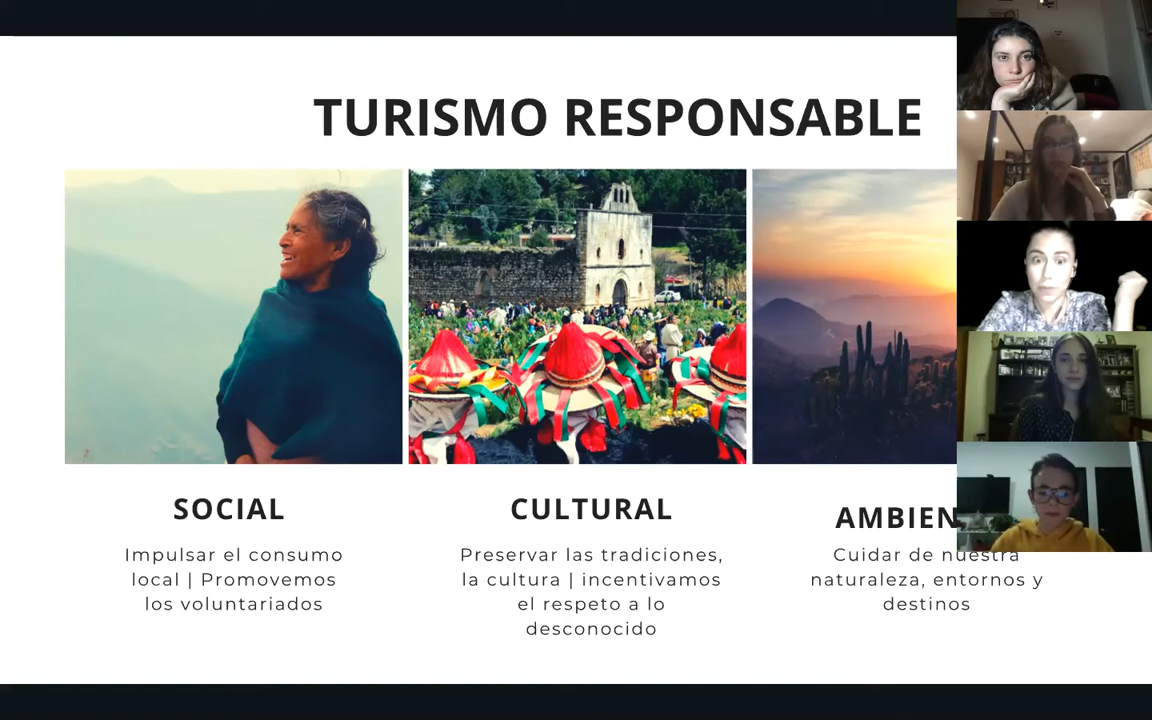 TURISMO RESPONSABLE
SOCIAL
Impulsar el consumo
local | Promovemos
los voluntariados
CULTURAL
Preservar las tradiciones,
la cultura | incentivamos
el respeto a lo
desconocido
AMBIEN
Cuidar de nuestra
naturaleza, entornos y
destinos